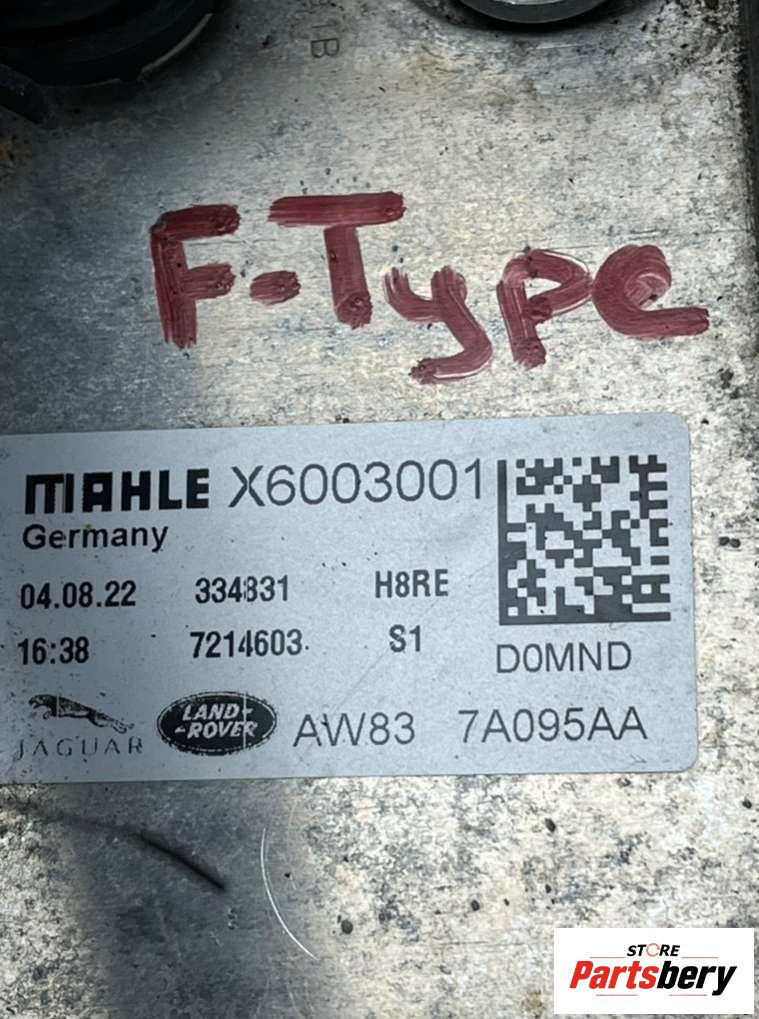 1B
F-Type
MAHLE X6003001
Germany
04.08.22 334831 H8RE
16:38 7214603 S1
D0MND
JAGUAR LAND-ROVER AW83 7A095AA
STORE
Partsbery